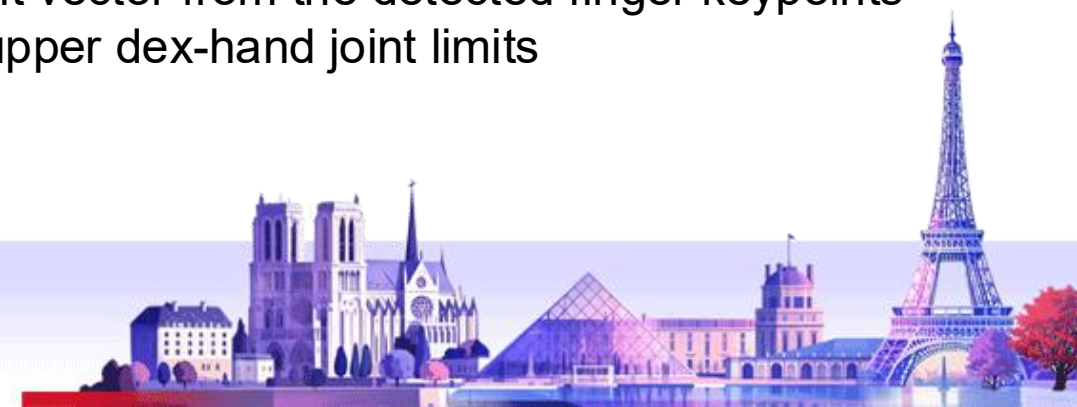 vector from the detected finger keypoints
upper dex-hand joint limits